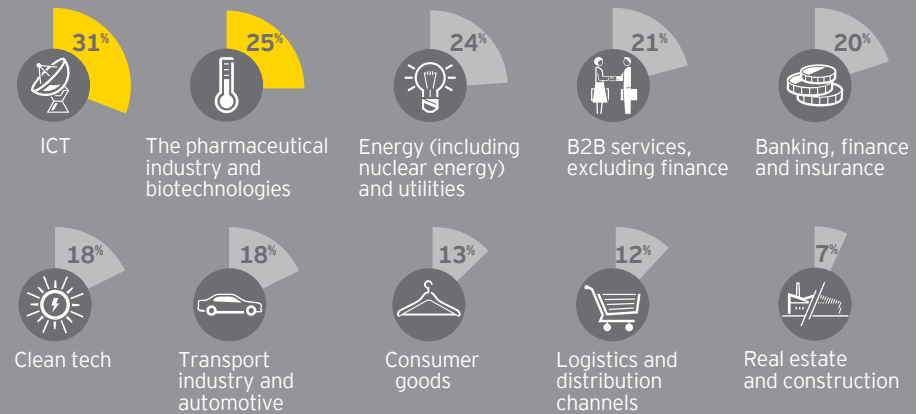 31%
25%
24%
21%
20%
ICT
The pharmaceutical
industry and
biotechnologies
Energy (including
nuclear energy)
and utilities
B2B services,
excluding finance
Banking, finance
and insurance
18%
18%
13%
12%
7%
Clean tech
Transport
industry and
automotive
Consumer
goods
Logistics and
distribution
channels
Real estate
and construction